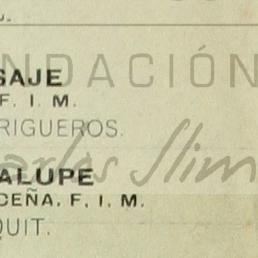 J.
NDACIÓN
SAJE
F. I. M.
RIGUEROS.
Carlos Slim
ALUPE
CEÑA. F. I. M.
QUIT.